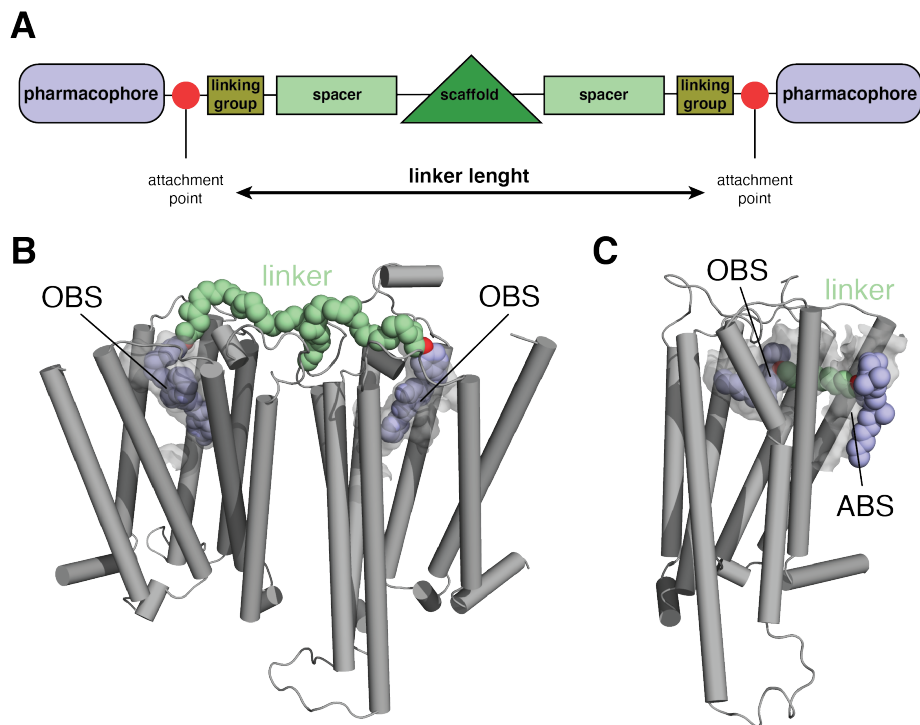 A
pharmacophore
linking
group
spacer
scaffold
spacer
linking
group
pharmacophore
attachment
point
linker lenght
attachment
point
B
linker
OBS
OBS
C
OBS
linker
ABS